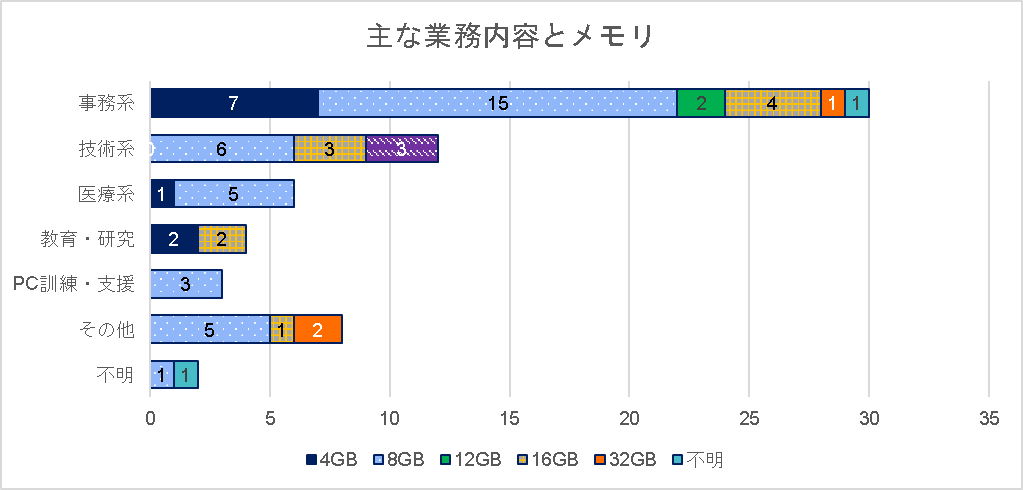 主な業務内容とメモリ
事務系 7 15 2 4 1 1
技術系 0 6 3 3
医療系 1 5
教育・研究 2 2
PC訓練・支援 3
その他 5 1 2
不明 1 1
0 5 10 15 20 25 30 35
4GB 8GB 12GB 16GB 32GB 不明